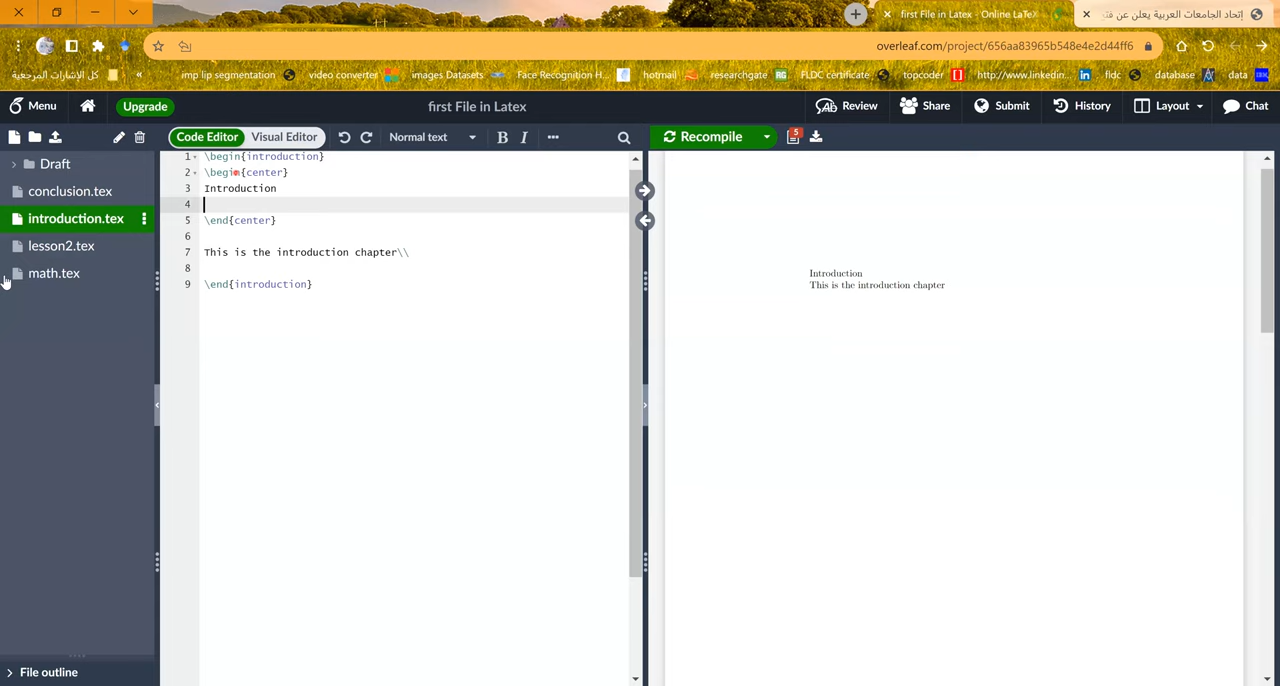 first File in Latex - Online LaTeX
إتحاد الجامعات العربية يعلن عن فت
overleaf.com/project/656aa83965b548e4e2d44ff6
كل الإشارات المرجعية
»
imp lip segmentation
video converter
images Datasets
Face Recognition H...
hotmail
researchgate
FLDC certificate
topcoder
http://www.linkedin...
fldc
database
data
Menu
Upgrade
first File in Latex
Review
Share
Submit
History
Layout
Chat
Code Editor
Visual Editor
Normal text
B
I
Recompile
5
Draft
conclusion.tex
introduction.tex
lesson2.tex
math.tex
File outline
1 \begin{introduction}
2 \begin{center}
3 Introduction
4
5 \end{center}
6
7 This is the introduction chapter\\
8
9 \end{introduction}
Introduction
This is the introduction chapter